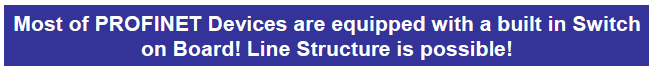 Most of PROFINET Devices are equipped with a built in Switch
on Board! Line Structure is possible!